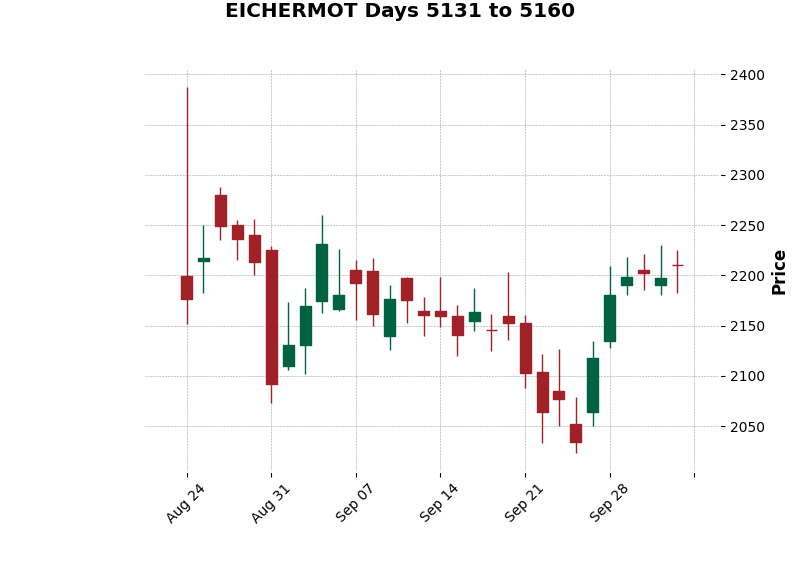 EICHERMOT Days 5131 to 5160
2400
2350
2300
2250
2200
2150
2100
2050
Price
Aug 24
Aug 31
Sep 07
Sep 14
Sep 21
Sep 28